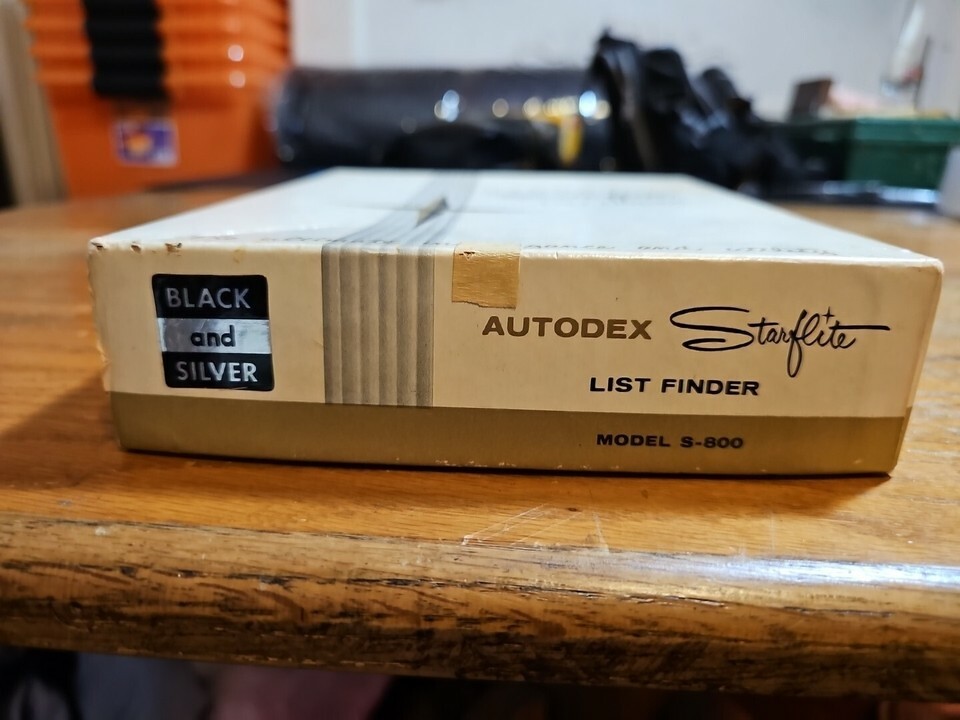 BLACK
and
SILVER
AUTODEX Starflite
LIST FINDER
MODEL S-800